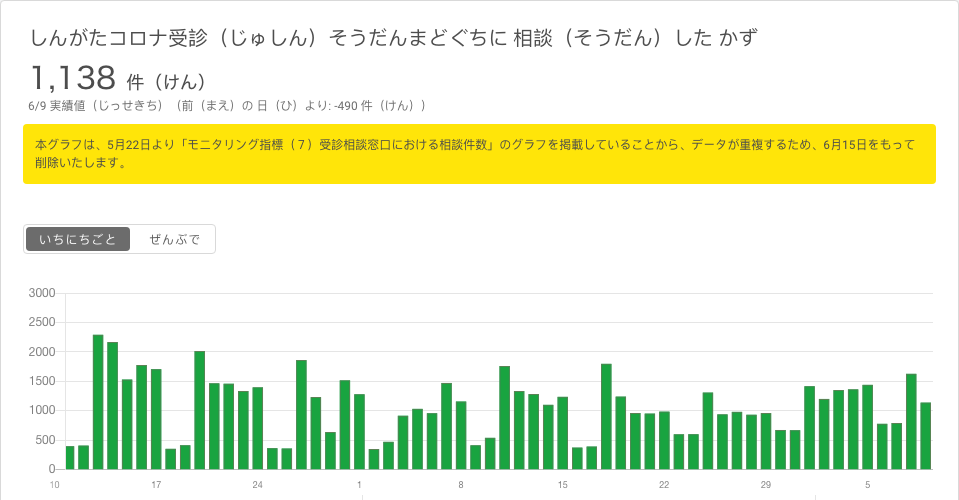 しんがたコロナ受診（じゅしん）そうだんまどぐちに 相談（そうだん）した かず
1,138 件（けん）
6/9 実績値（じっせきち）（前（まえ）の 日（ひ）より: -490 件（けん））
本グラフは、5月22日より「モニタリング指標（７）受診相談窓口における相談件数」のグラフを掲載していることから、データが重複するため、6月15日をもって
削除いたします。
いちにちごと ぜんぶで
3000
2500
2000
1500
1000
500
0
10 17 24 1 8 15 22 29 5